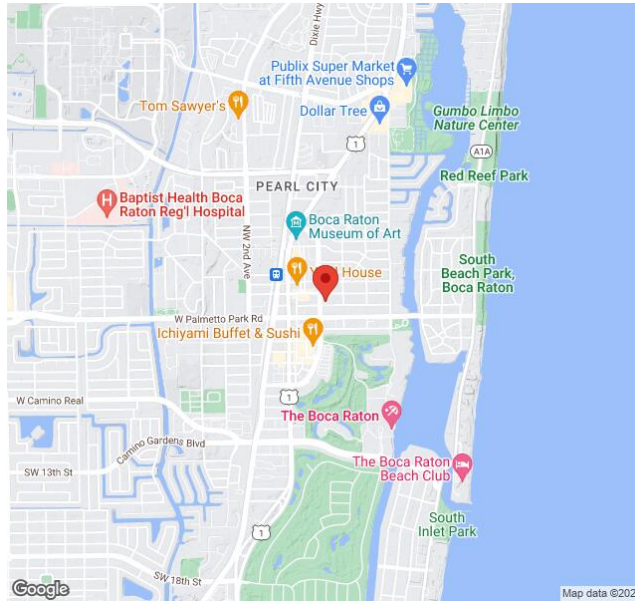 Dixie Hwy
Publix Super Market
at Fifth Avenue Shops
Tom Sawyer's
Dollar Tree
Gumbo Limbo
Nature Center
1
A1A
Red Reef Park
PEARL CITY
H
Baptist Health Boca
Raton Reg'l Hospital
Boca Raton
Museum of Art
NW 2nd Ave
South
Beach Park,
Boca Raton
House
W Palmetto Park Rd
Ichiyami Buffet & Sushi
1
W Camino Real
The Boca Raton
Camino Gardens Blvd
The Boca Raton
Beach Club
SW 13th St
South
Inlet Park
1
SW 18th St
Google
Map data ©202